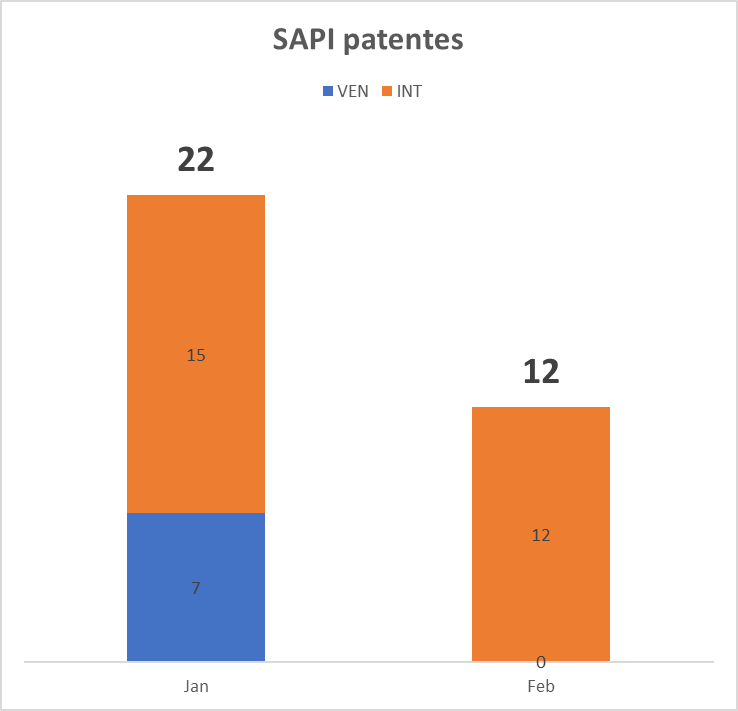 SAPI patentes
VEN INT
22
15
12
12
7
0
Jan Feb